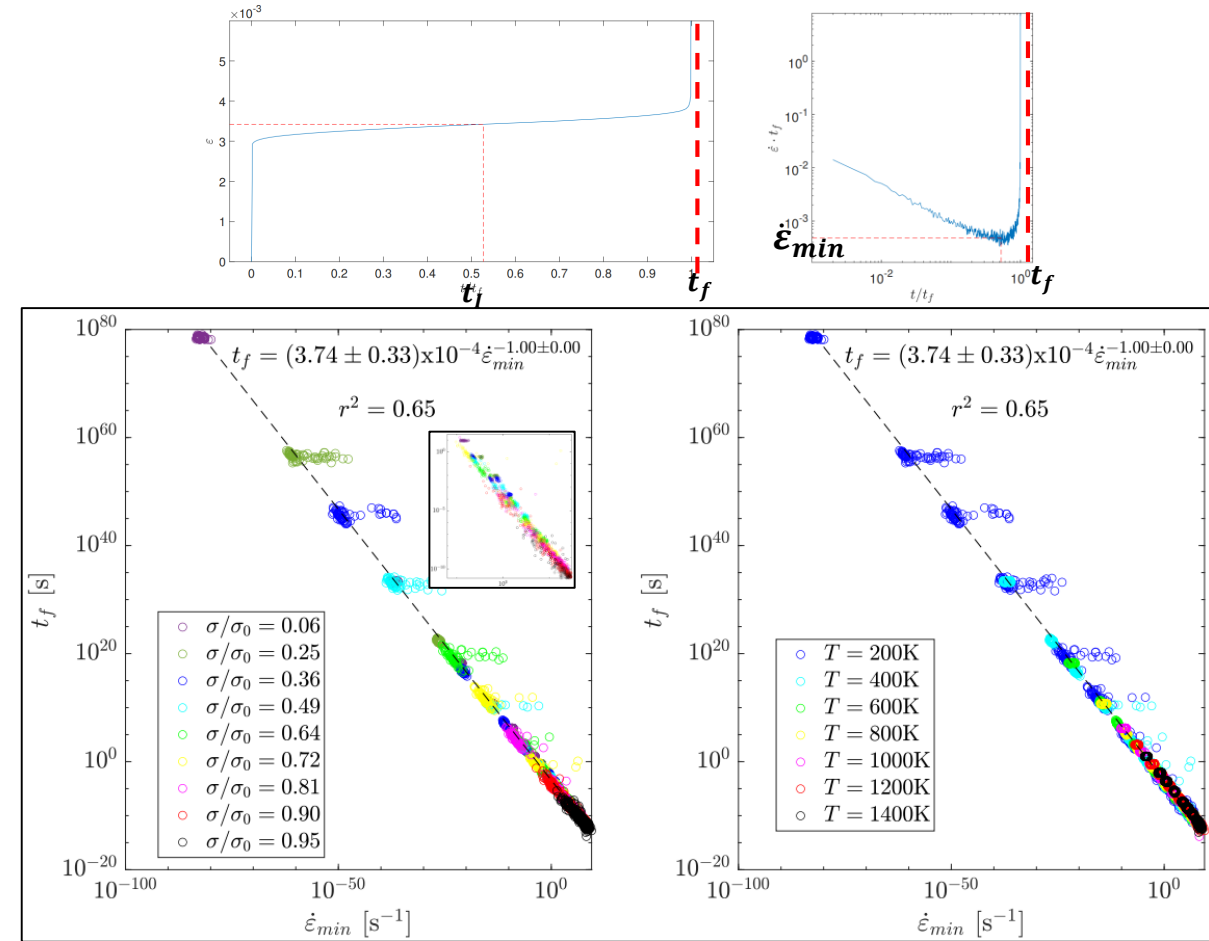 ×10⁻³
5
4
3
2
1
0
ε
0 0.1 0.2 0.3 0.4 0.5 0.6 0.7 0.8 0.9 1
t_f
10⁰
10⁻¹
10⁻²
10⁻³
ε̇ · t_f
ε̇_min
10⁻² 10⁰
t/t_f
t_f
10⁸⁰
10⁶⁰
10⁴⁰
10²⁰
10⁰
10⁻²⁰
t_f [s]
t_f = (3.74 ± 0.33)x10⁻⁴ε̇_min^−1.00±0.00
r² = 0.65
σ/σ₀ = 0.06
σ/σ₀ = 0.25
σ/σ₀ = 0.36
σ/σ₀ = 0.49
σ/σ₀ = 0.64
σ/σ₀ = 0.72
σ/σ₀ = 0.81
σ/σ₀ = 0.90
σ/σ₀ = 0.95
10⁻¹⁰⁰ 10⁻⁵⁰ 10⁰
ε̇_min [s⁻¹]
10⁸⁰
10⁶⁰
10⁴⁰
10²⁰
10⁰
10⁻²⁰
t_f [s]
t_f = (3.74 ± 0.33)x10⁻⁴ε̇_min^−1.00±0.00
r² = 0.65
T = 200K
T = 400K
T = 600K
T = 800K
T = 1000K
T = 1200K
T = 1400K
10⁻¹⁰⁰ 10⁻⁵⁰ 10⁰
ε̇_min [s⁻¹]